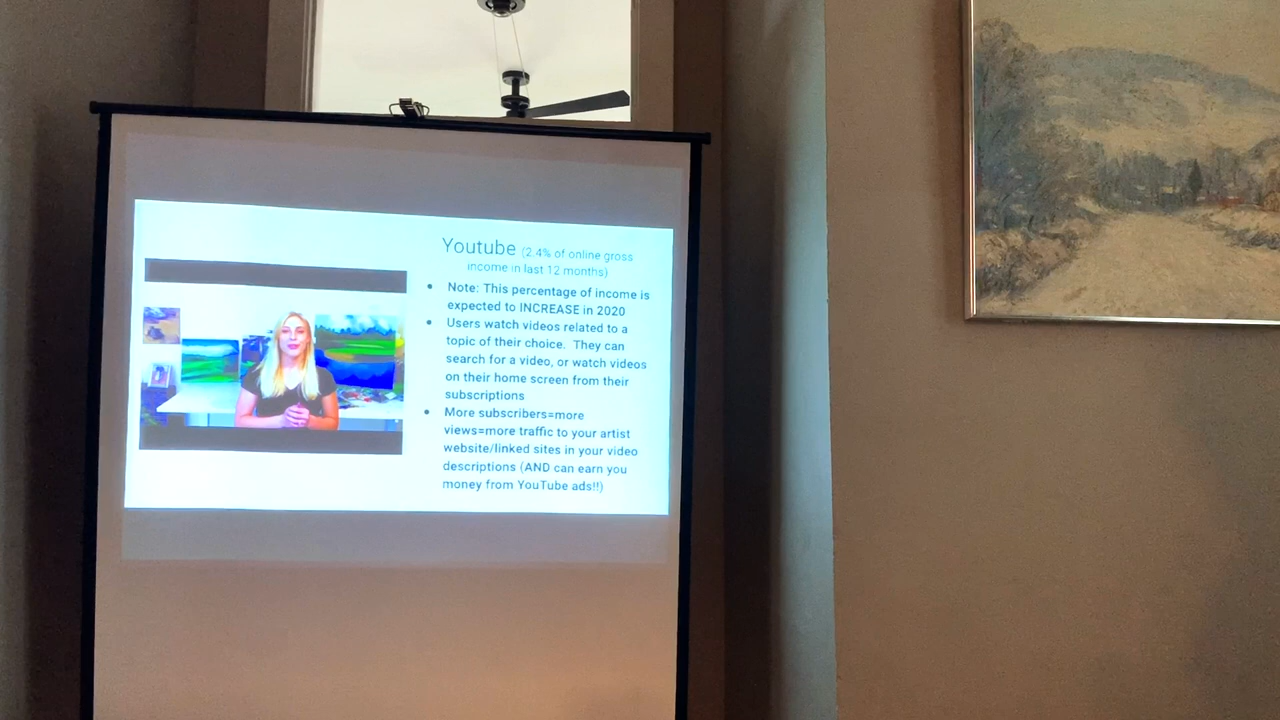 Youtube (2.4% of online gross
income in last 12 months)
● Note: This percentage of income is
expected to INCREASE in 2020
● Users watch videos related to a
topic of their choice. They can
search for a video, or watch videos
on their home screen from their
subscriptions
● More subscribers=more
views=more traffic to your artist
website/linked sites in your video
descriptions (AND can earn you
money from YouTube ads!!)